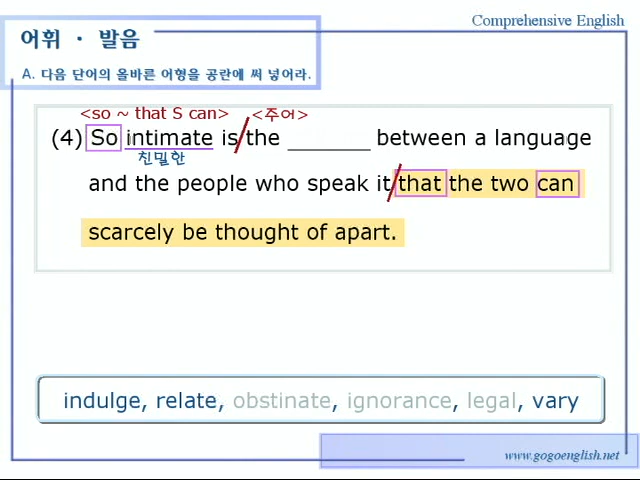 Comprehensive English
어휘 · 발음
A. 다음 단어의 올바른 어형을 공란에 써 넣어라.
<so ~ that S can> <주어>
(4) So intimate is/the _______ between a language
친밀한
and the people who speak it/that the two can
scarcely be thought of apart.
indulge, relate, obstinate, ignorance, legal, vary
www.gogoenglish.net